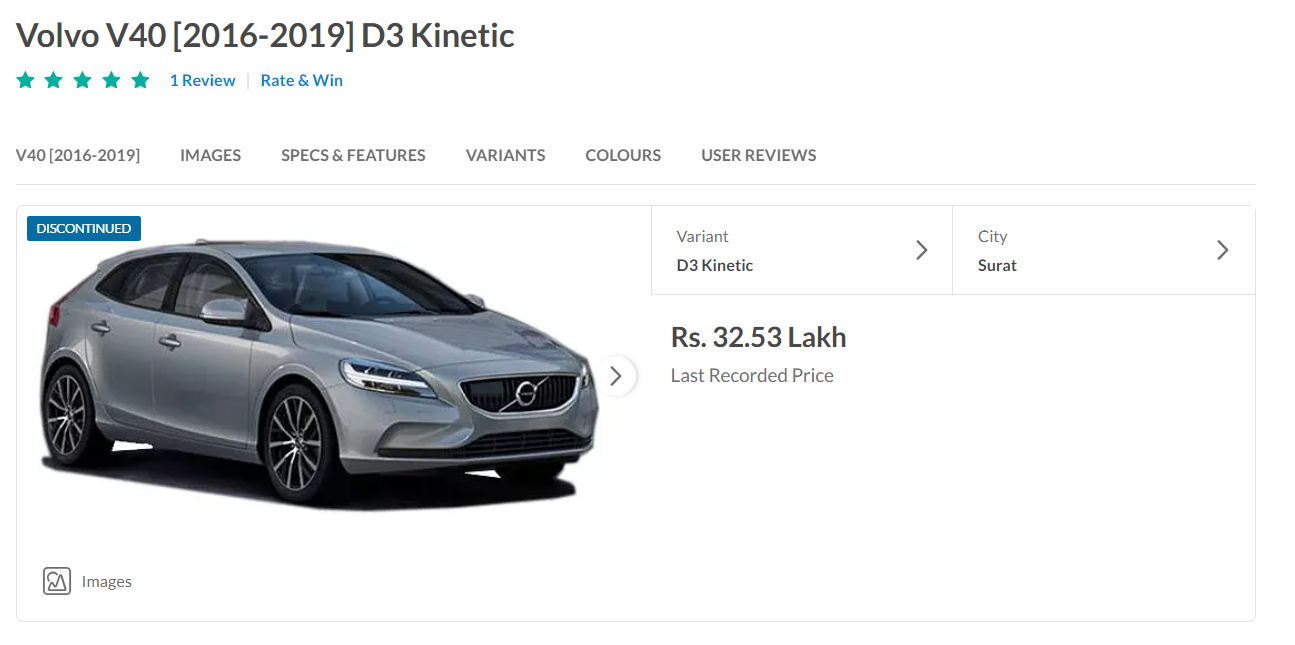 Volvo V40 [2016-2019] D3 Kinetic
1 Review | Rate & Win
V40 [2016-2019] IMAGES SPECS & FEATURES VARIANTS COLOURS USER REVIEWS
DISCONTINUED
Variant
D3 Kinetic
City
Surat
Rs. 32.53 Lakh
Last Recorded Price
Images